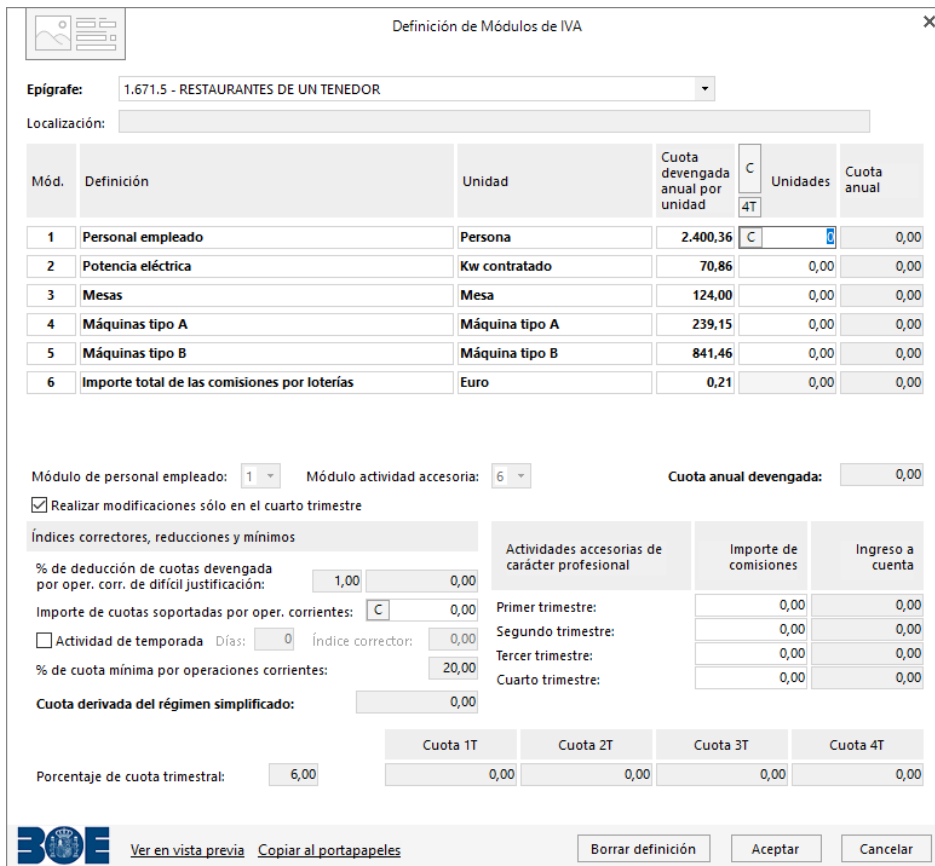 Definición de Módulos de IVA
Epígrafe: 1.671.5 - RESTAURANTES DE UN TENEDOR
Localización:
Mód. Definición Unidad Cuota devengada anual por unidad C 4T Unidades Cuota anual
1 Personal empleado Persona 2.400,36 C 0 0,00
2 Potencia eléctrica Kw contratado 70,86 0,00 0,00
3 Mesas Mesa 124,00 0,00 0,00
4 Máquinas tipo A Máquina tipo A 239,15 0,00 0,00
5 Máquinas tipo B Máquina tipo B 841,46 0,00 0,00
6 Importe total de las comisiones por loterías Euro 0,21 0,00 0,00
Módulo de personal empleado: 1 Módulo actividad accesoria: 6 Cuota anual devengada: 0,00
Realizar modificaciones sólo en el cuarto trimestre
Índices correctores, reducciones y mínimos
% de deducción de cuotas devengada
por oper. corr. de difícil justificación: 1,00 0,00
Importe de cuotas soportadas por oper. corrientes: C 0,00
Actividad de temporada Días: 0 Índice corrector: 0,00
% de cuota mínima por operaciones corrientes: 20,00
Cuota derivada del régimen simplificado: 0,00
Actividades accesorias de carácter profesional Importe de comisiones Ingreso a cuenta
Primer trimestre: 0,00 0,00
Segundo trimestre: 0,00 0,00
Tercer trimestre: 0,00 0,00
Cuarto trimestre: 0,00 0,00
Cuota 1T Cuota 2T Cuota 3T Cuota 4T
Porcentaje de cuota trimestral: 6,00 0,00 0,00 0,00 0,00
BOE Ver en vista previa Copiar al portapapeles Borrar definición Aceptar Cancelar